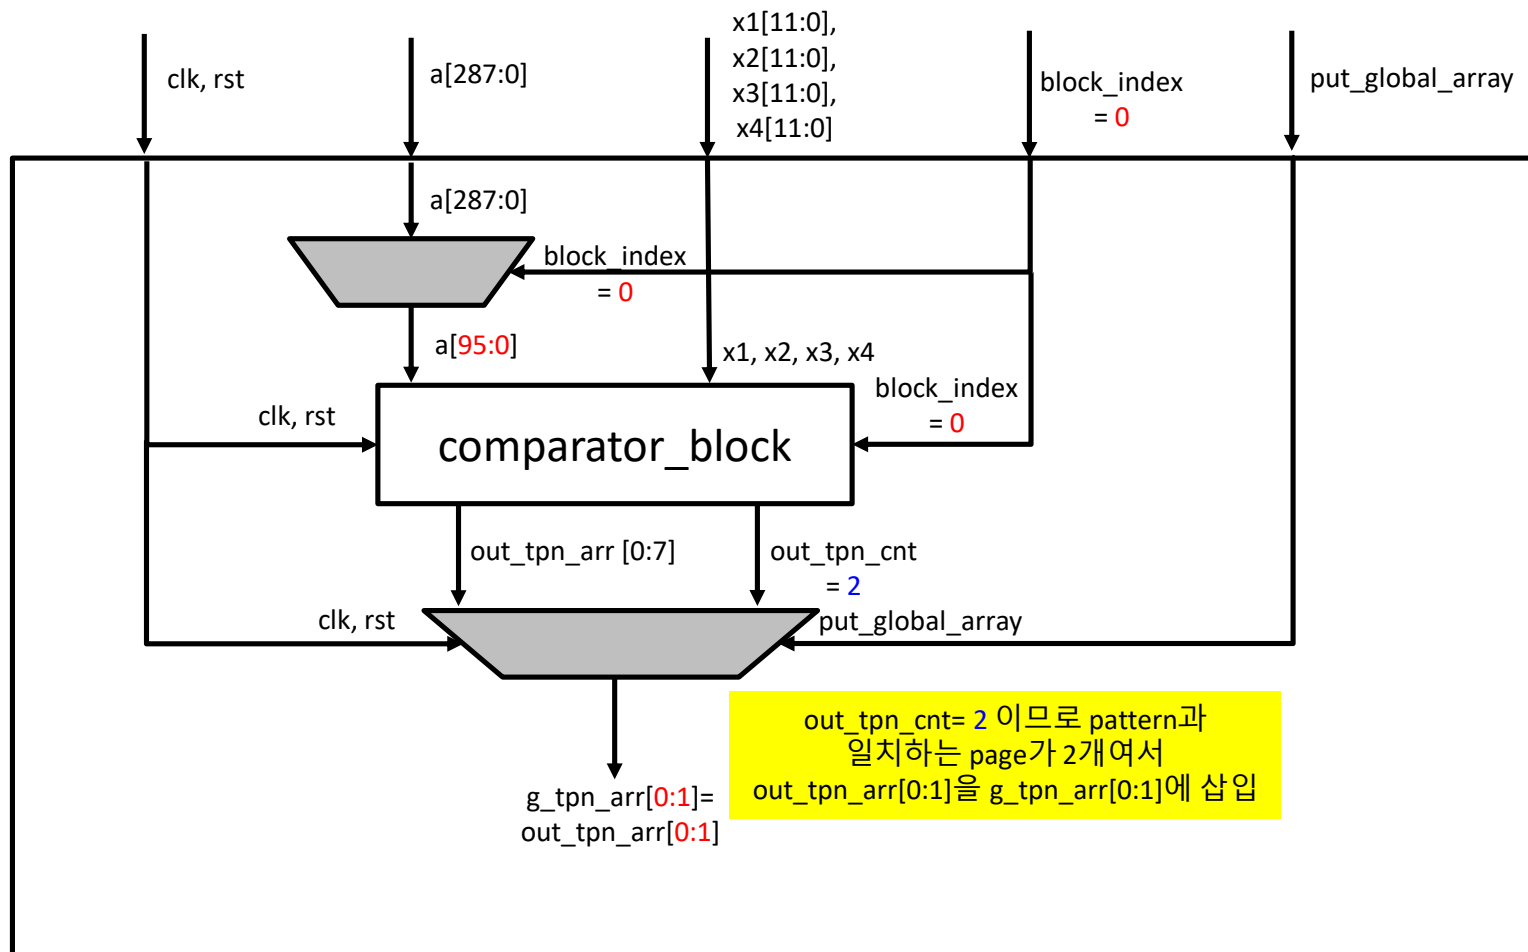 clk, rst
a[287:0]
x1[11:0],
x2[11:0],
x3[11:0],
x4[11:0]
block_index
= 0
put_global_array
a[287:0]
block_index
= 0
a[95:0]
x1, x2, x3, x4
block_index
= 0
clk, rst
comparator_block
out_tpn_arr [0:7]
out_tpn_cnt
= 2
clk, rst
put_global_array
out_tpn_cnt= 2 이므로 pattern과
일치하는 page가 2개여서
out_tpn_arr[0:1]을 g_tpn_arr[0:1]에 삽입
g_tpn_arr[0:1]=
out_tpn_arr[0:1]